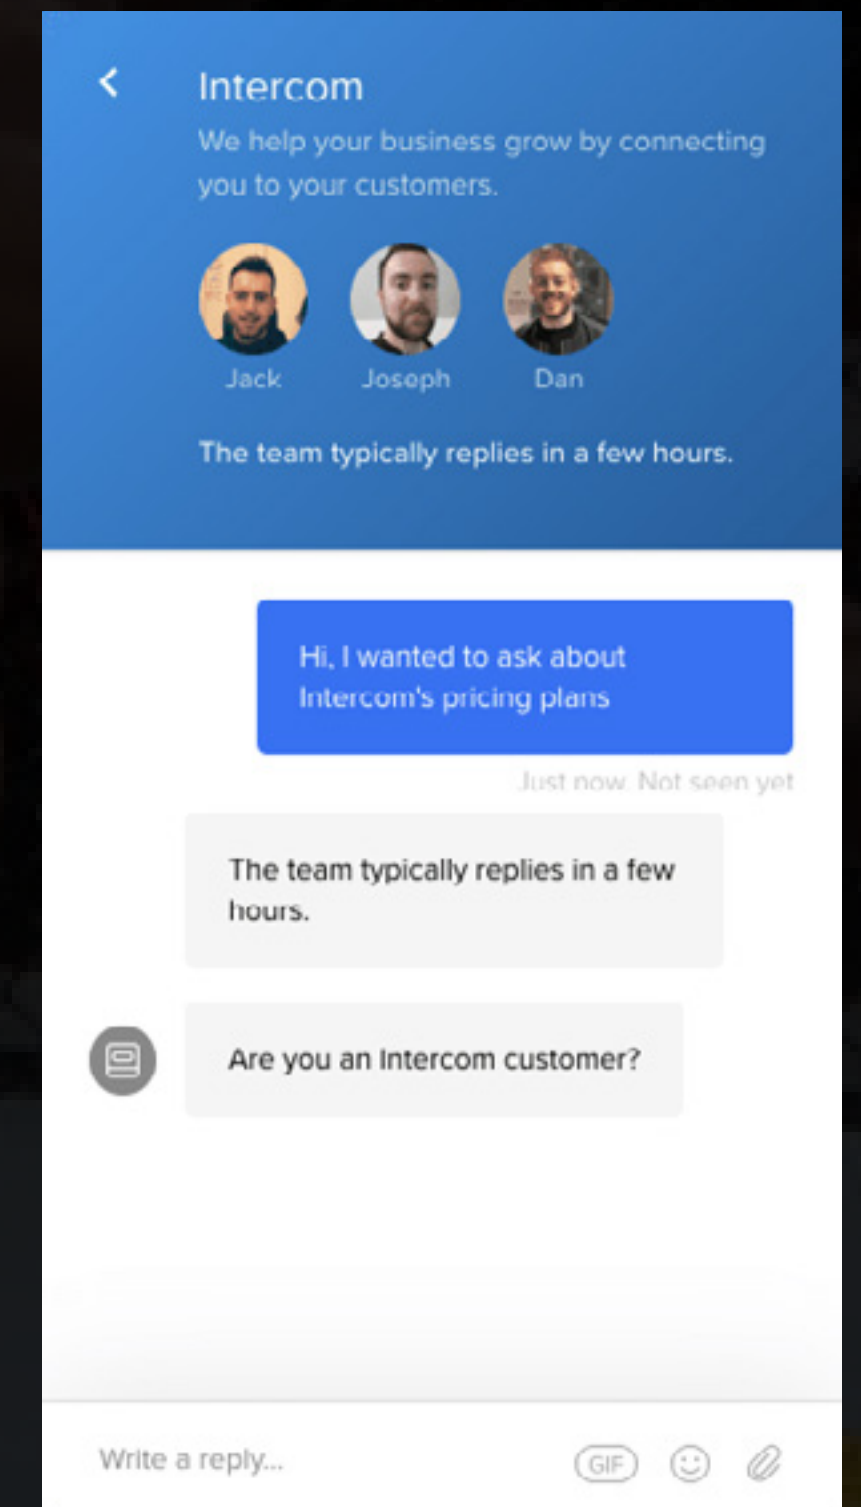 Intercom
We help your business grow by connecting
you to your customers.
Jack Joseph Dan
The team typically replies in a few hours.
Hi, I wanted to ask about
Intercom's pricing plans
Just now. Not seen yet
The team typically replies in a few
hours.
Are you an Intercom customer?
Write a reply...
GIF